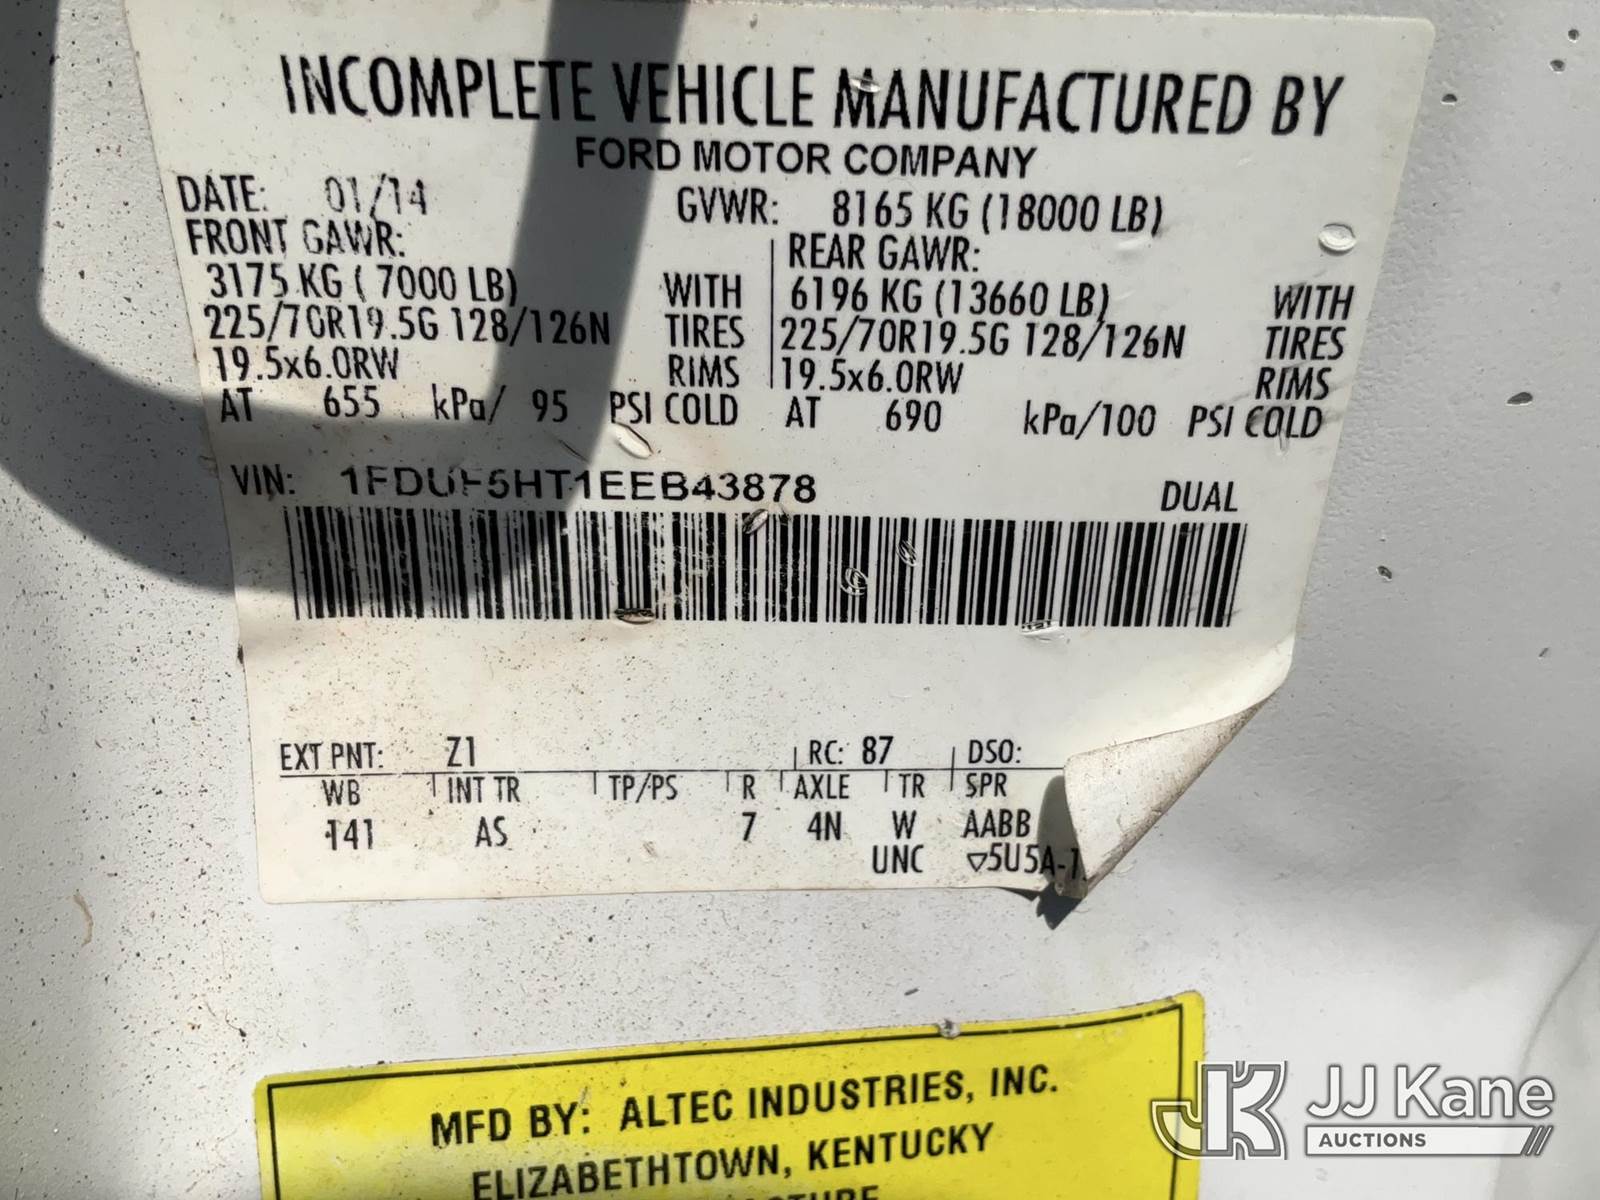 INCOMPLETE VEHICLE MANUFACTURED BY
FORD MOTOR COMPANY
DATE: 01/14 GVWR: 8165 KG (18000 LB)
FRONT GAWR: REAR GAWR:
3175 KG ( 7000 LB) WITH 6196 KG (13660 LB) WITH
225/70R19.5G 128/126N TIRES 225/70R19.5G 128/126N TIRES
19.5x6.0RW RIMS 19.5x6.0RW RIMS
AT 655 kPa/ 95 PSI COLD AT 690 kPa/100 PSI COLD
VIN: 1FDUF5HT1EEB43878 DUAL
EXT PNT: Z1 RC: 87 DSO:
WB INT TR TP/PS R AXLE TR SPR
141 AS 7 4N W AABB
UNC ▽5U5A-1
MFD BY: ALTEC INDUSTRIES, INC.
ELIZABETHTOWN, KENTUCKY
JK JJ Kane
AUCTIONS